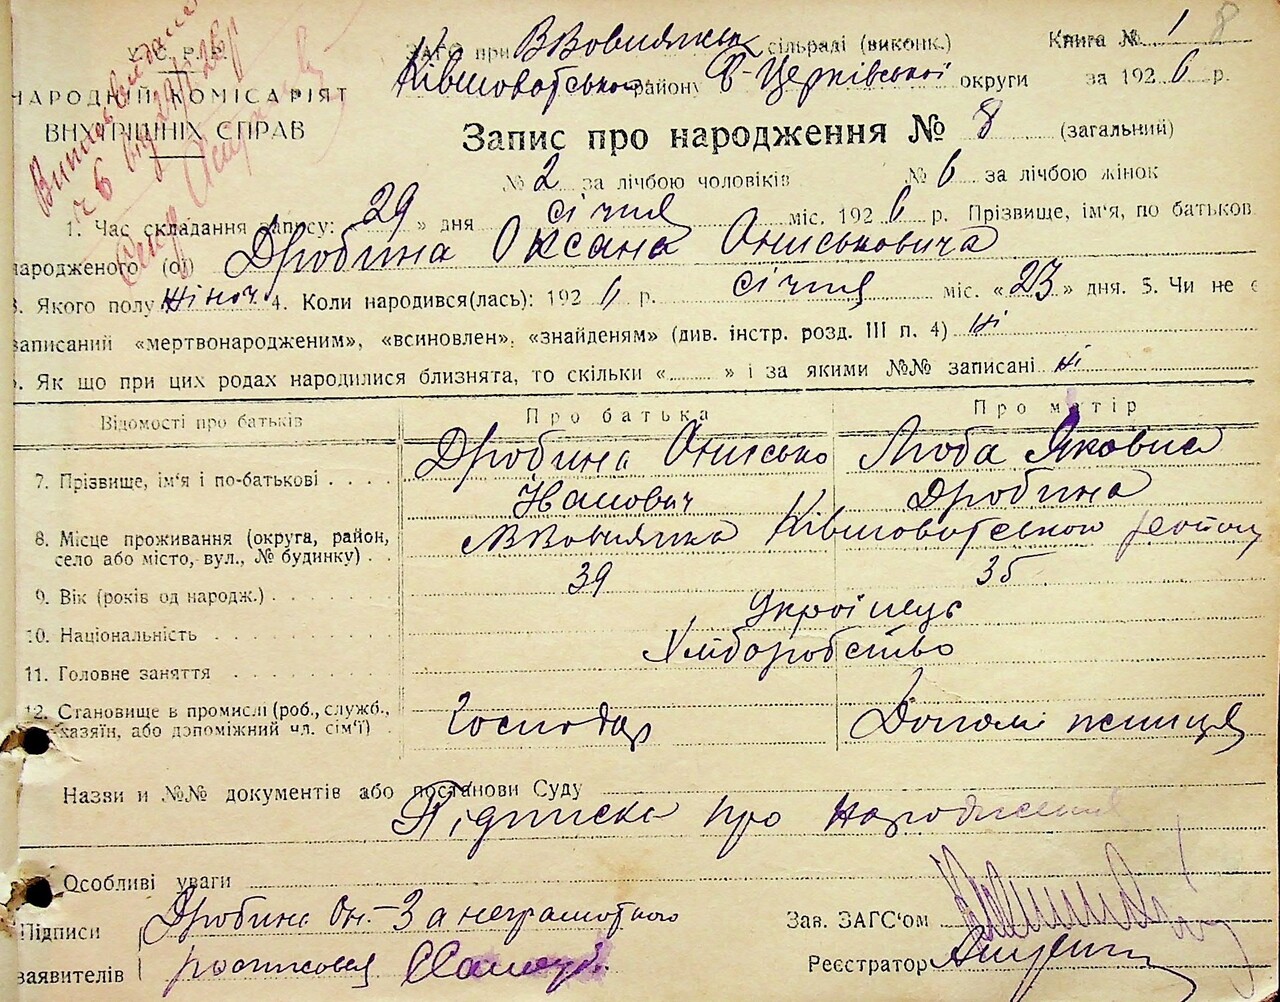 У. С. Р. Р.
НАРОДНІЙ КОМІСАРІЯТ
ВНУТРІШНІХ СПРАВ
ЗАГС при ВВовнянськ сільраді (виконк.) Книга № 1 8
Ківшоватського району Б-Церківської округи за 1926 р.
Запис про народження № 8 (загальний)
№ 2 за лічбою чоловіків № 6 за лічбою жінок
1. Час складання запису: 29 » дня січня міс. 1926 р. Прізвище, ім'я, по батьков
народженого (ої) Дробина Оксана Ониськовича
3. Якого полу жіноч 4. Коли народився(лась): 1926 р. січня міс. «23» дня. 5. Чи не є
записаний «мертвонародженим», «всиновлен», «знайденям» (див. інстр. розд. III п. 4) ні
6. Як що при цих родах народилися близнята, то скільки « » і за якими №№ записані ні
Відомості про батьків Про батька Про матір
7. Прізвище, ім'я і по-батькові Дробина Онисько Іванович Люба Яковна Дробина
8. Місце проживання (округа, район, село або місто, вул., № будинку) ВВовнянка Ківшоватського району
9. Вік (років од народж.) 39 35
10. Національність Українець
11. Головне заняття Хліборобство
12. Становище в промислі (роб., служб., хазяїн, або допоміжний чл. сім'ї) Господар Допоміжниця
Назви и №№ документів або постанови Суду
Підписка про народження
Особливі уваги
Підписи заявителів Дробина Он.- За неграмотного
росписався
Зав. ЗАГС'ом
Реєстратор